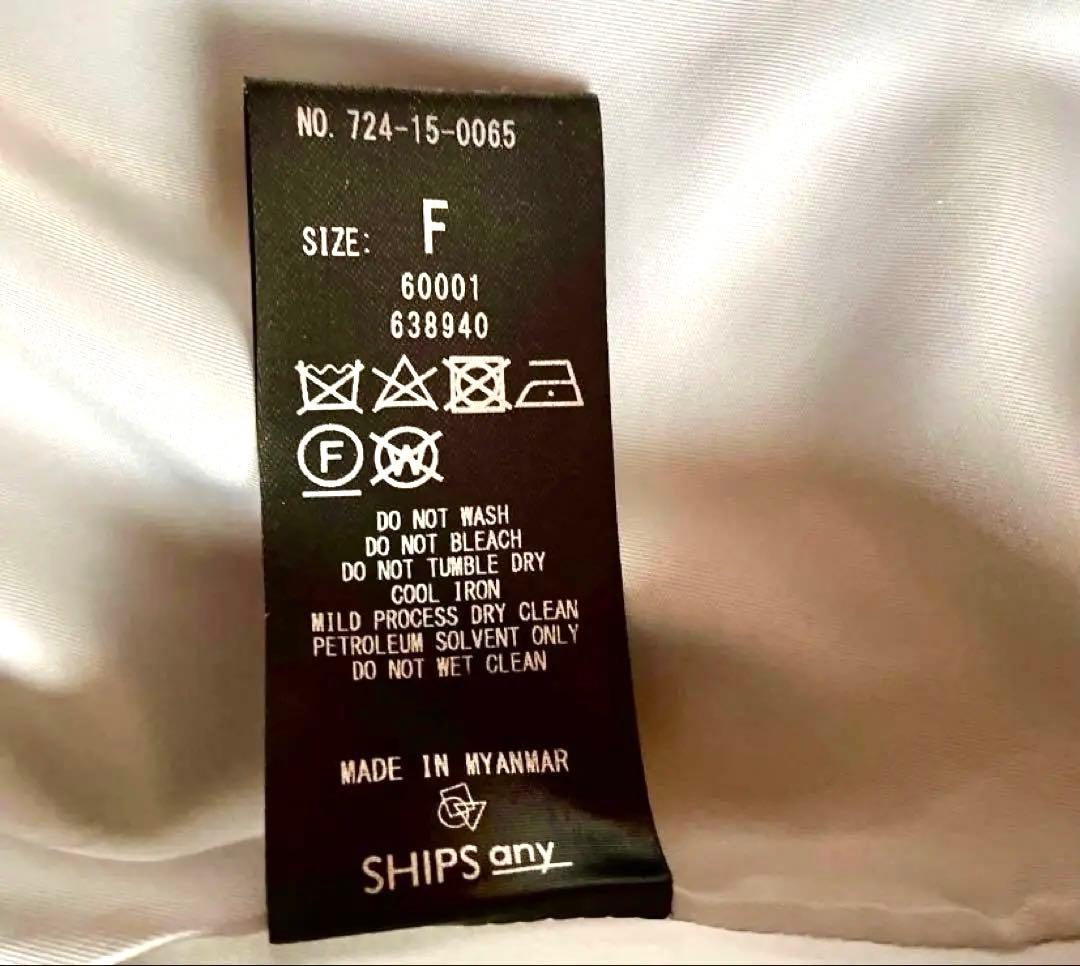 NO. 724-15-0065
SIZE: F
60001
638940
F W
DO NOT WASH
DO NOT BLEACH
DO NOT TUMBLE DRY
COOL IRON
MILD PROCESS DRY CLEAN
PETROLEUM SOLVENT ONLY
DO NOT WET CLEAN
MADE IN MYANMAR
SHIPS any